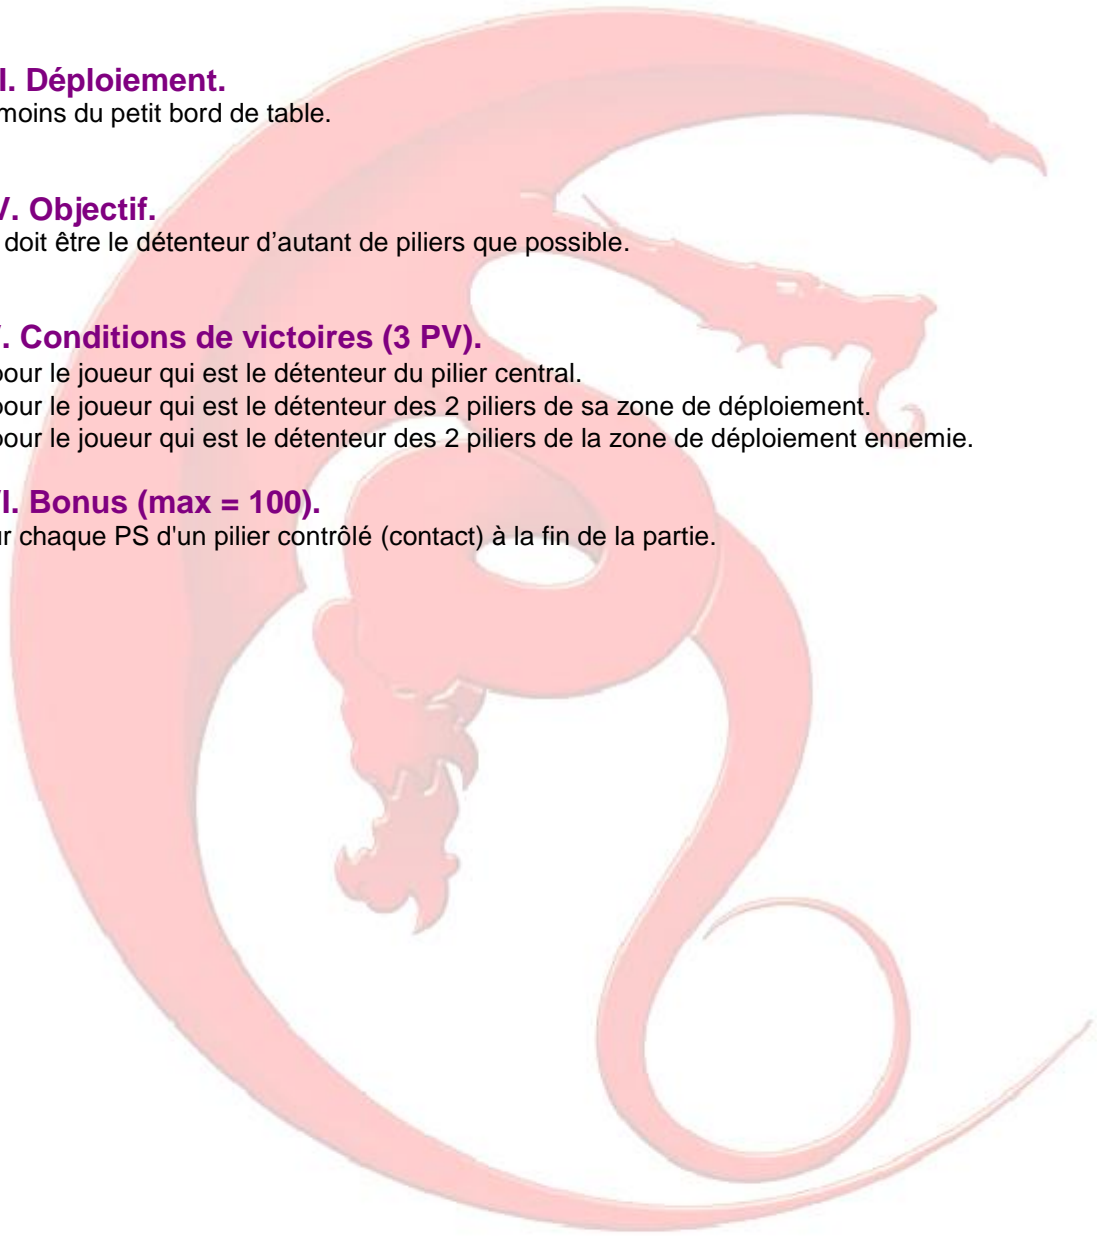 I. Déploiement.
moins du petit bord de table.
V. Objectif.
doit être le détenteur d’autant de piliers que possible.
. Conditions de victoires (3 PV).
pour le joueur qui est le détenteur du pilier central.
pour le joueur qui est le détenteur des 2 piliers de sa zone de déploiement.
pour le joueur qui est le détenteur des 2 piliers de la zone de déploiement ennemie.
I. Bonus (max = 100).
chaque PS d'un pilier contrôlé (contact) à la fin de la partie.